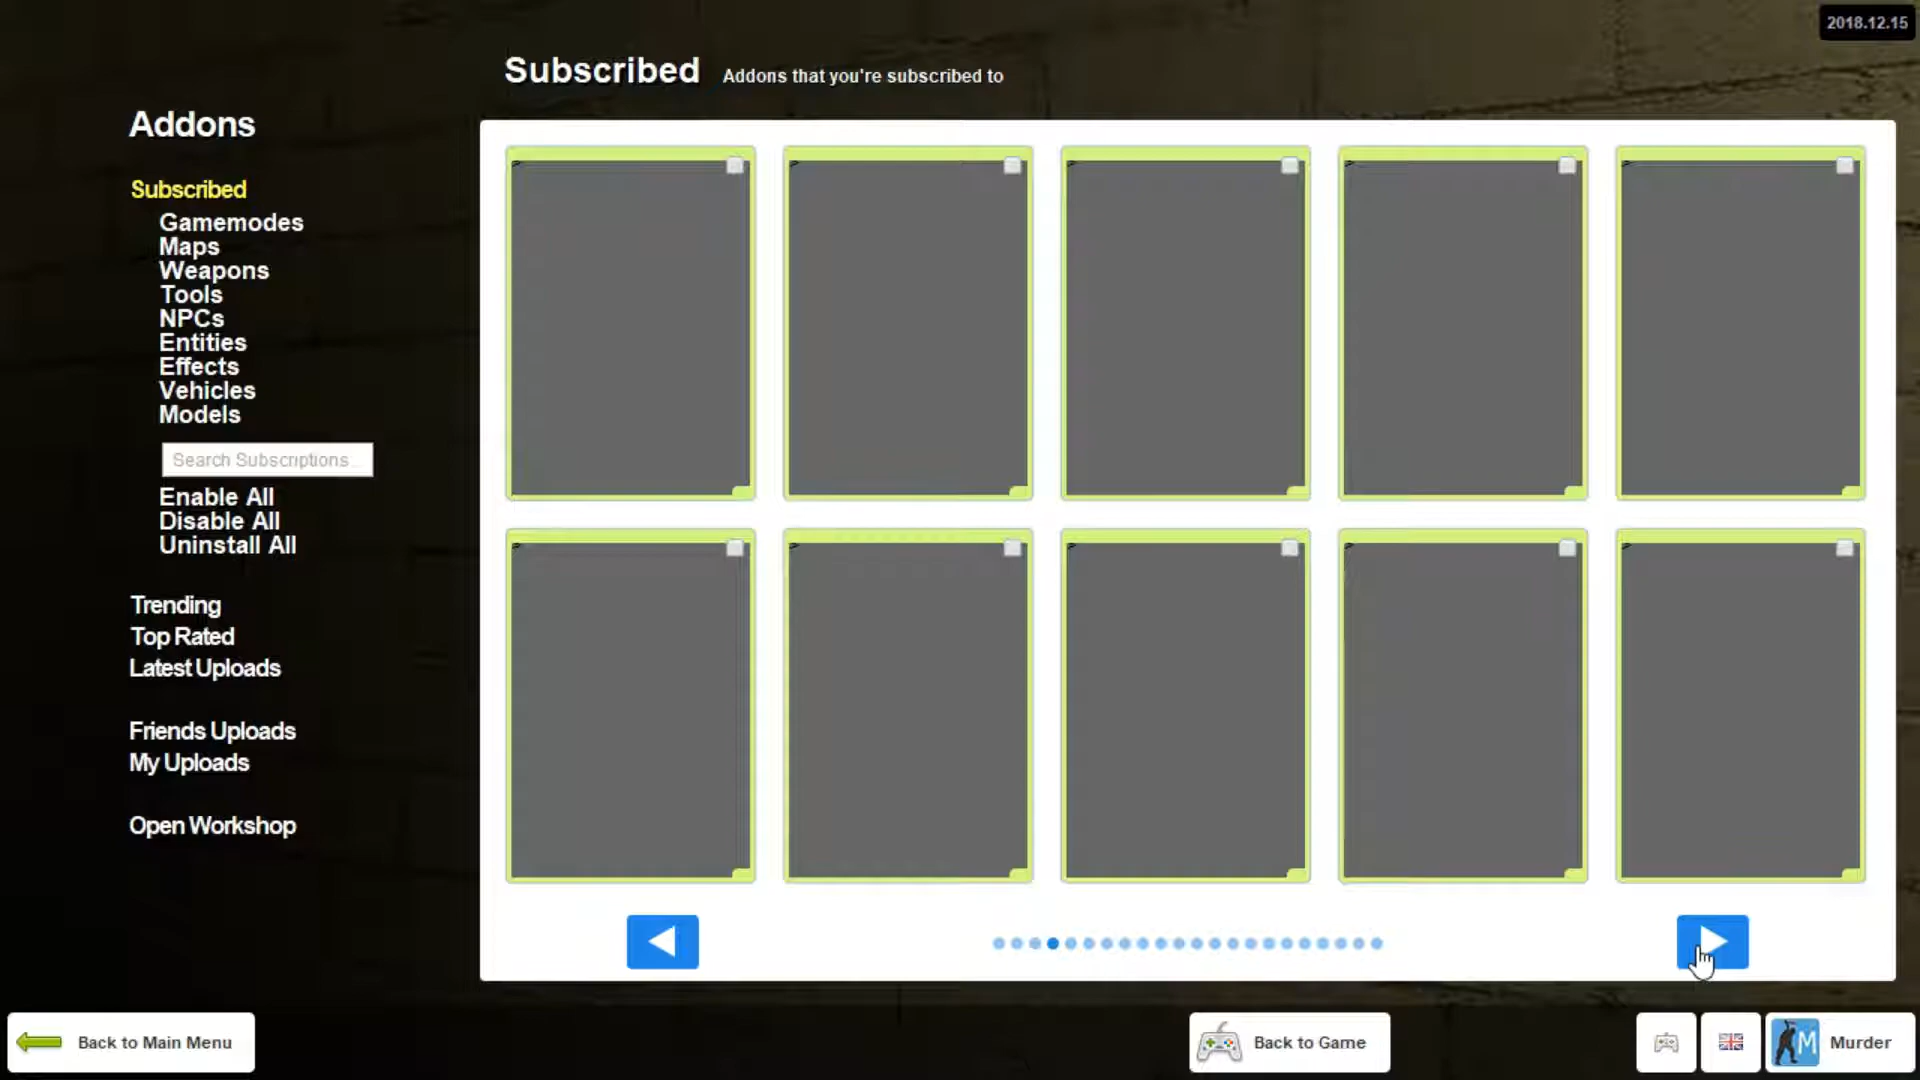 2018.12.15
Subscribed Addons that you're subscribed to
Addons
Subscribed
Gamemodes
Maps
Weapons
Tools
NPCs
Entities
Effects
Vehicles
Models
Search Subscriptions...
Enable All
Disable All
Uninstall All
Trending
Top Rated
Latest Uploads
Friends Uploads
My Uploads
Open Workshop
Back to Main Menu
Back to Game
M
Murder